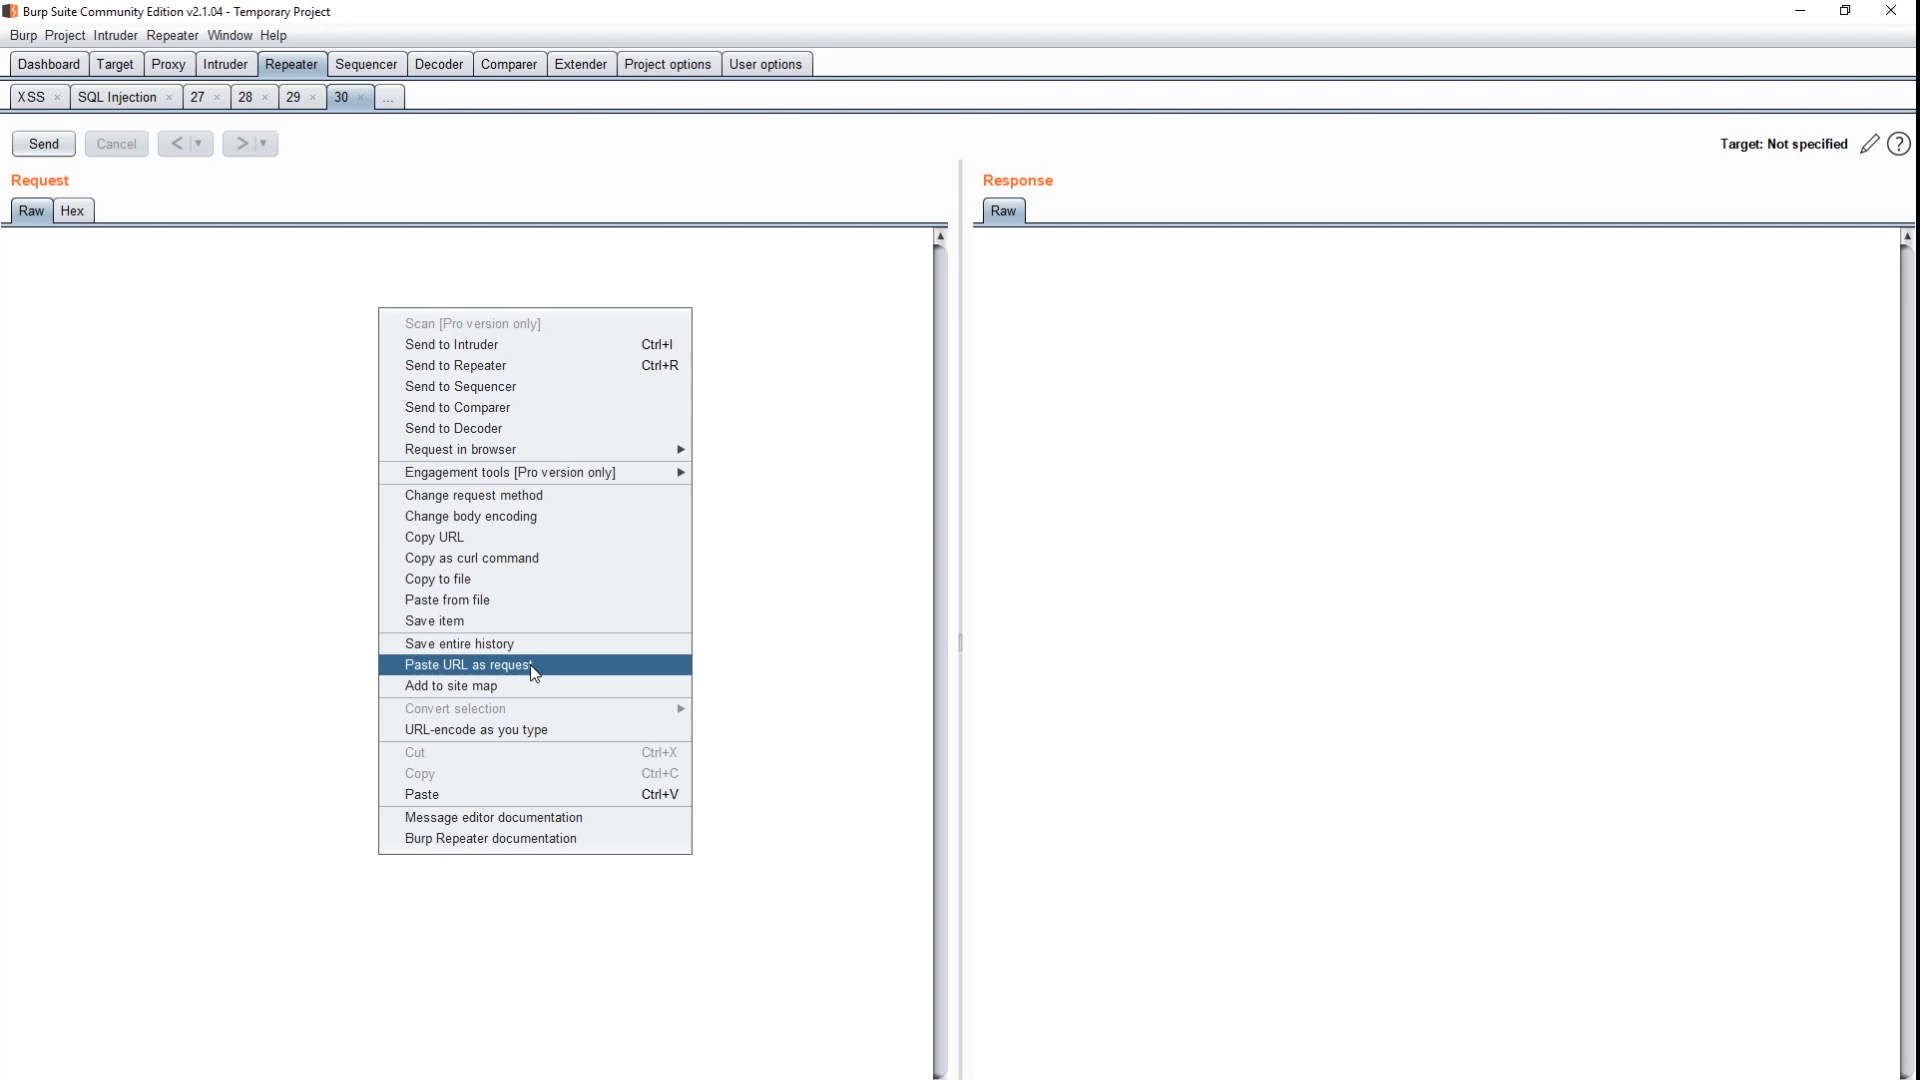 Burp Suite Community Edition v2.1.04 - Temporary Project
Burp Project Intruder Repeater Window Help
Dashboard Target Proxy Intruder Repeater Sequencer Decoder Comparer Extender Project options User options
XSS × SQL Injection × 27 × 28 × 29 × 30 × ...
Send Cancel < > Target: Not specified ?
Request
Response
Raw Hex
Raw
Scan [Pro version only]
Send to Intruder Ctrl+I
Send to Repeater Ctrl+R
Send to Sequencer
Send to Comparer
Send to Decoder
Request in browser
Engagement tools [Pro version only]
Change request method
Change body encoding
Copy URL
Copy as curl command
Copy to file
Paste from file
Save item
Save entire history
Paste URL as request
Add to site map
Convert selection
URL-encode as you type
Cut Ctrl+X
Copy Ctrl+C
Paste Ctrl+V
Message editor documentation
Burp Repeater documentation